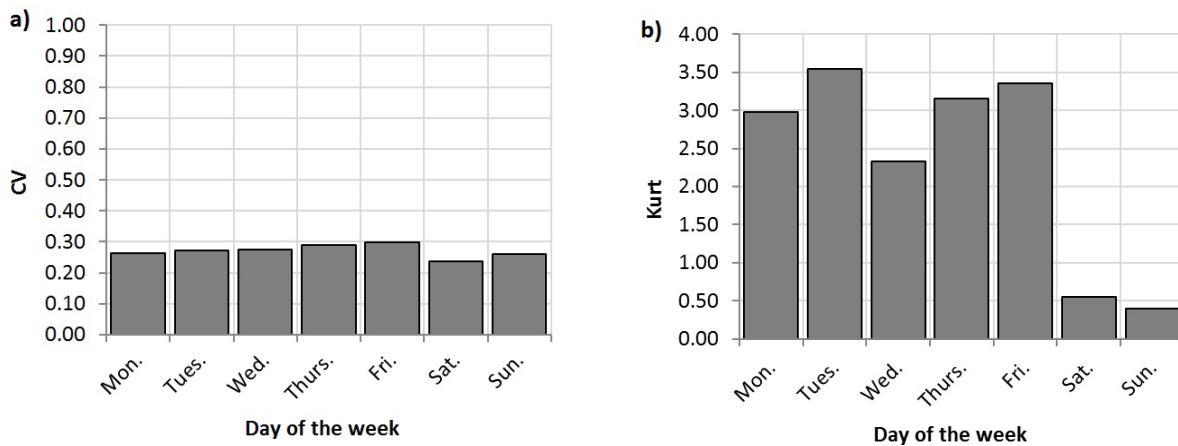 a)
1.00
0.90
0.80
0.70
0.60
0.50
0.40
0.30
0.20
0.10
0.00
CV
Mon.
Tues.
Wed.
Thurs.
Fri.
Sat.
Sun.
Day of the week
b)
4.00
3.50
3.00
2.50
2.00
1.50
1.00
0.50
0.00
Kurt
Mon.
Tues.
Wed.
Thurs.
Fri.
Sat.
Sun.
Day of the week